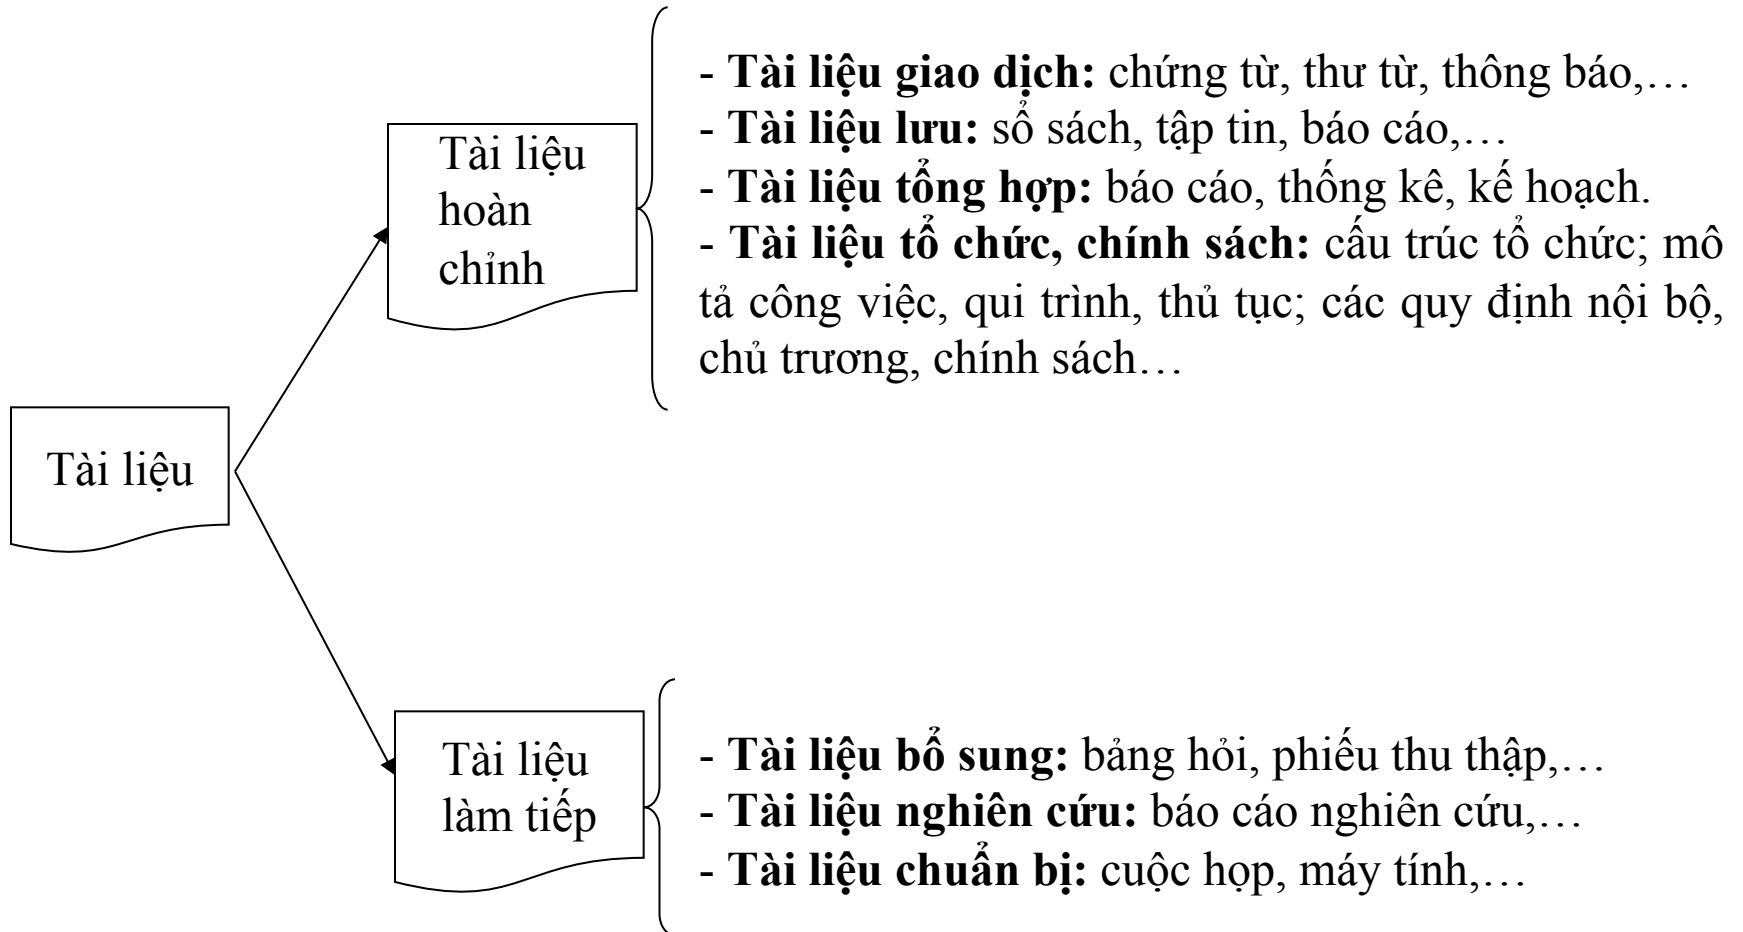 Tài liệu
Tài liệu
hoàn
chỉnh
- Tài liệu giao dịch: chứng từ, thư từ, thông báo,…
- Tài liệu lưu: sổ sách, tập tin, báo cáo,…
- Tài liệu tổng hợp: báo cáo, thống kê, kế hoạch.
- Tài liệu tổ chức, chính sách: cấu trúc tổ chức; mô
tả công việc, qui trình, thủ tục; các quy định nội bộ,
chủ trương, chính sách…
Tài liệu
làm tiếp
- Tài liệu bổ sung: bảng hỏi, phiếu thu thập,…
- Tài liệu nghiên cứu: báo cáo nghiên cứu,…
- Tài liệu chuẩn bị: cuộc họp, máy tính,…